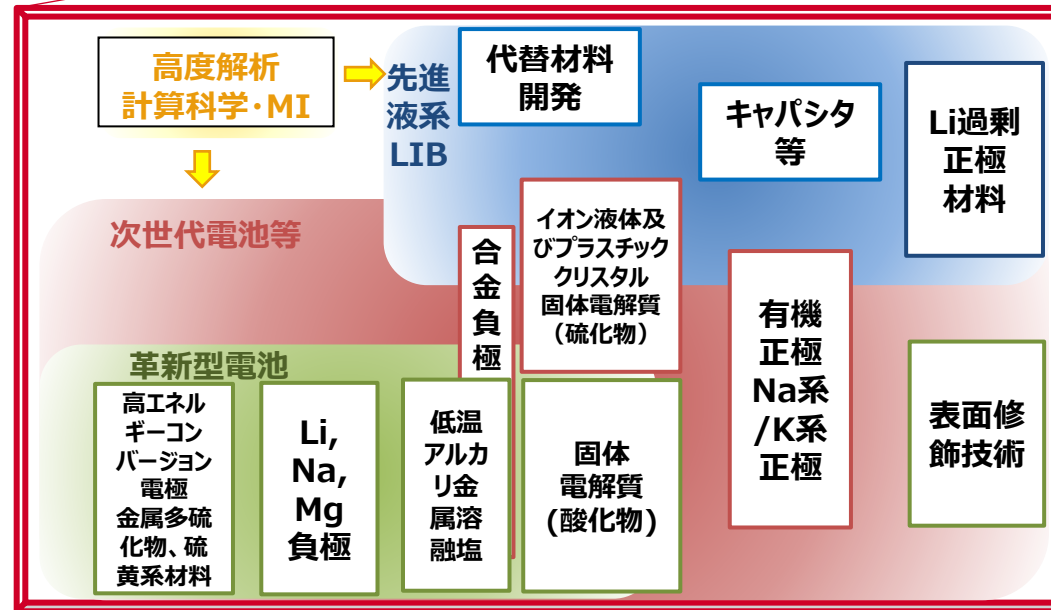 高度解析
計算科学・MI
先進
液系
LIB
代替材料
開発
キャパシタ
等
Li過剰
正極
材料
次世代電池等
合
金
負
極
イオン液体及
びプラスチック
クリスタル
固体電解質
（硫化物）
有機
正極
Na系
/K系
正極
革新型電池
高エネル
ギーコン
バージョン
電極
金属多硫
化物、硫
黄系材料
Li,
Na,
Mg
負極
低温
アルカ
リ金
属溶
融塩
固体
電解質
(酸化物)
表面修
飾技術